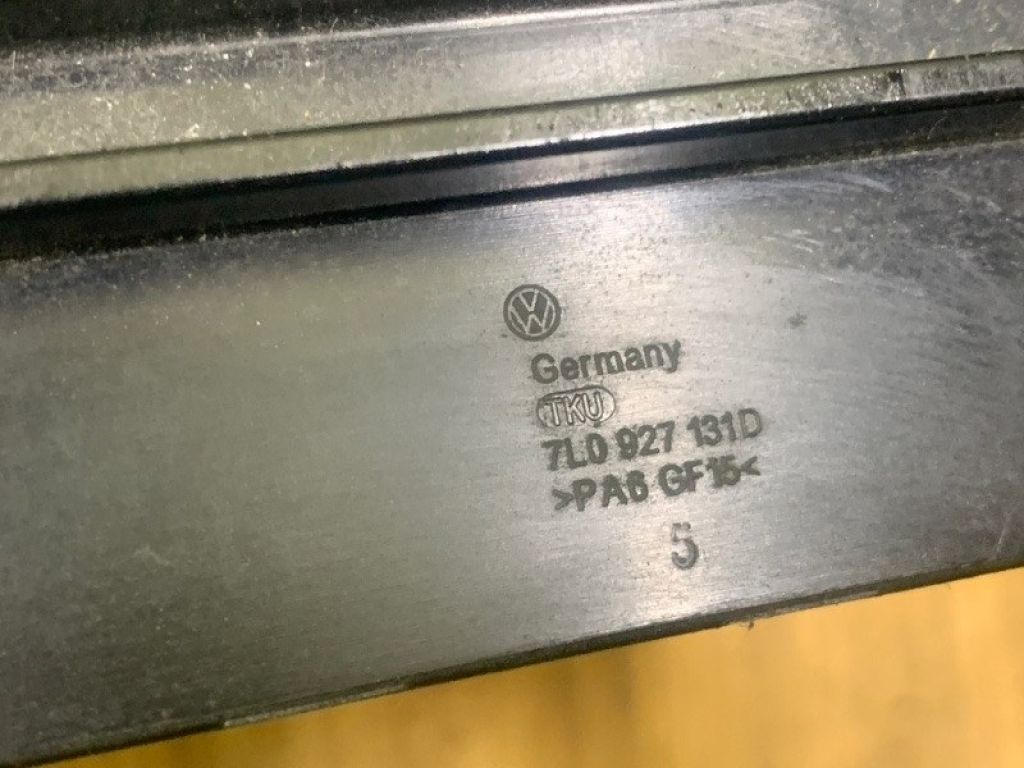 VW
Germany
TKU
7L0 927 131D
>PA6 GF15<
5